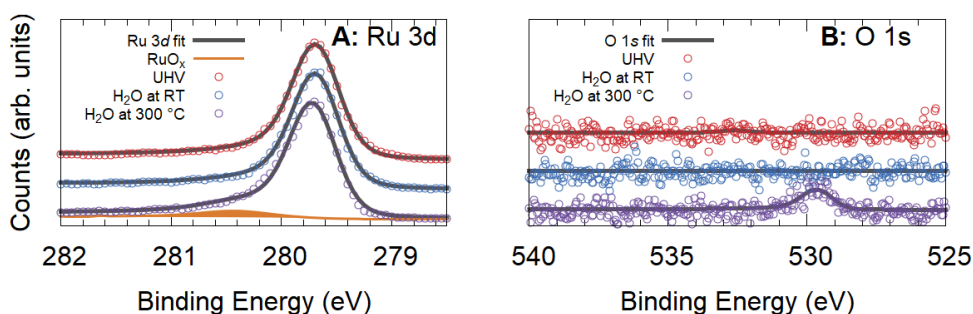 A: Ru 3d
Ru 3d fit
RuOx
UHV
H2O at RT
H2O at 300 °C
Counts (arb. units)
282 281 280 279
Binding Energy (eV)
B: O 1s
O 1s fit
UHV
H2O at RT
H2O at 300 °C
540 535 530 525
Binding Energy (eV)